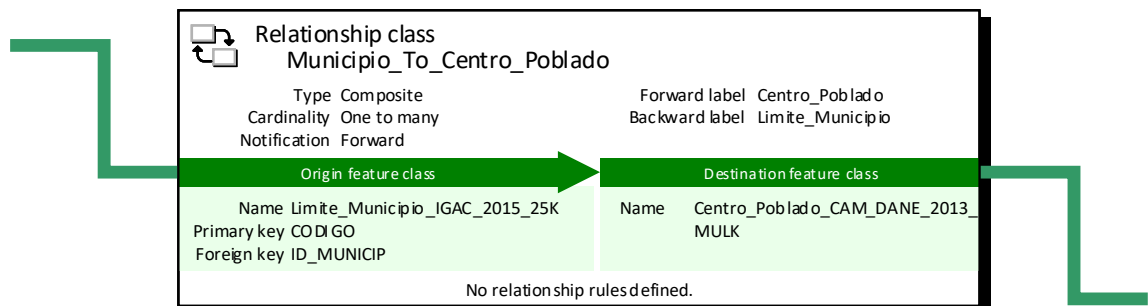 Relationship class
Municipio_To_Centro_Poblado
Type Composite
Cardinality One to many
Notification Forward
Forward label Centro_Poblado
Backward label Limite_Municipio
Origin feature class
Destination feature class
Name Limite_Municipio_IGAC_2015_25K
Primary key CODIGO
Foreign key ID_MUNICIP
Name Centro_Poblado_CAM_DANE_2013_
MULK
No relationship rules defined.